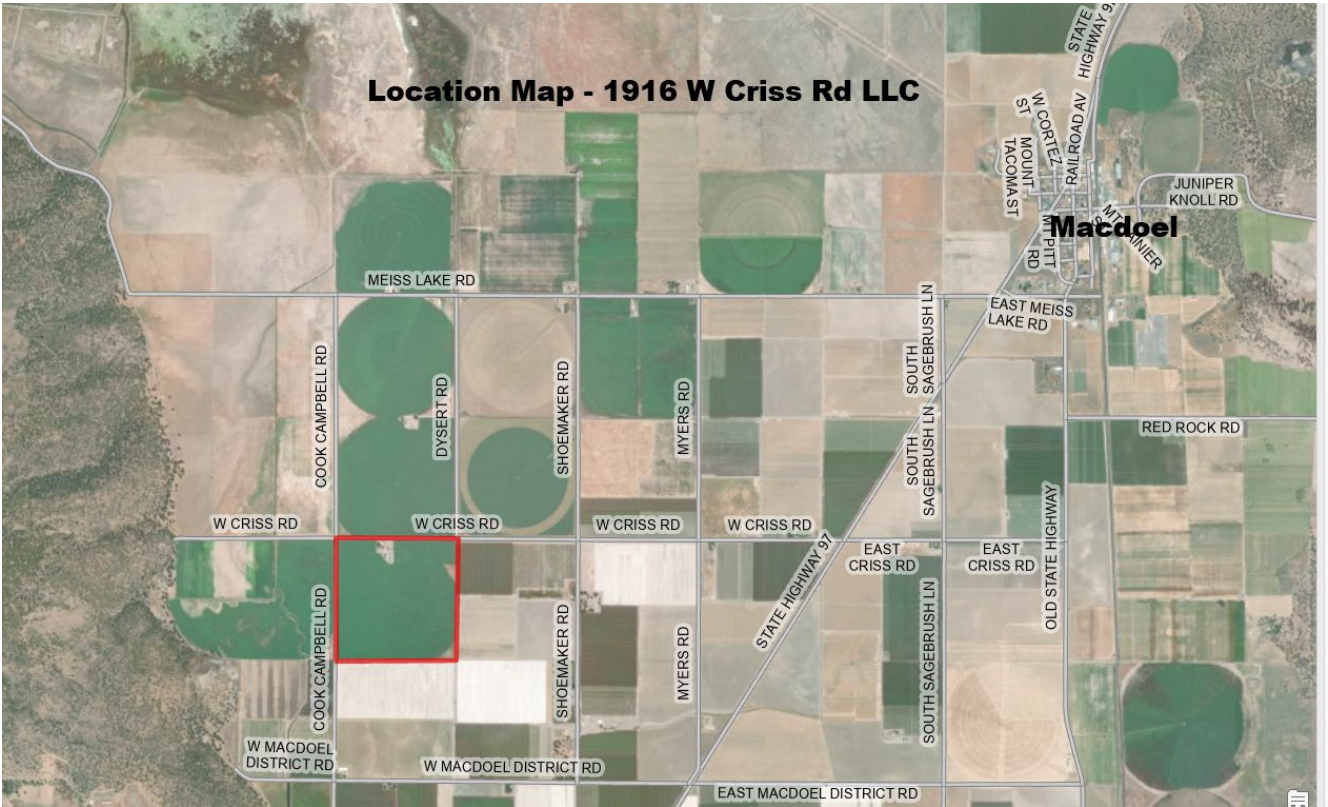 STATE
HIGHWAY 9
Location Map - 1916 W Criss Rd LLC
W CORTEZ
ST
RAILROAD AV
MOUNT
TACOMA ST
JUNIPER
KNOLL RD
Macdoel
MT PITT
RD
MEISS LAKE RD
EAST MEISS
LAKE RD
SOUTH
SAGEBRUSH LN
COOK CAMPBELL RD
DYSERT RD
SHOEMAKER RD
MYERS RD
SOUTH
SAGEBRUSH LN
RED ROCK RD
W CRISS RD
W CRISS RD
W CRISS RD
W CRISS RD
STATE HIGHWAY 97
EAST
CRISS RD
EAST
CRISS RD
OLD STATE HIGHWAY
COOK CAMPBELL RD
SHOEMAKER RD
MYERS RD
SOUTH SAGEBRUSH LN
W MACDOEL
DISTRICT RD
W MACDOEL DISTRICT RD
EAST MACDOEL DISTRICT RD